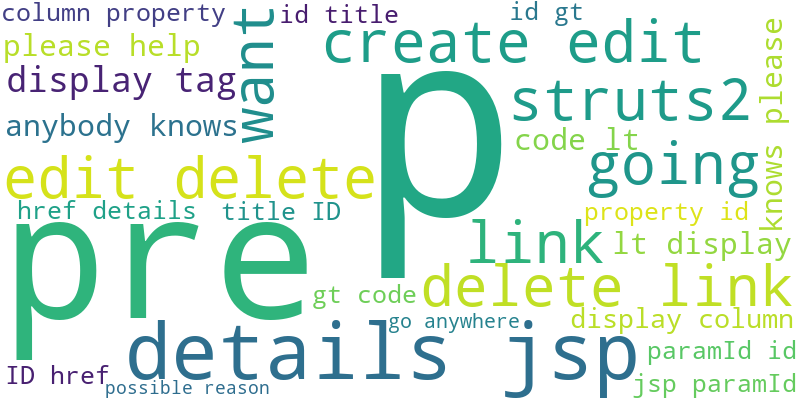 column property
id title
id gt
please help
want
create edit
knows please
display tag
p
struts2
anybody knows
code lt
going
edit delete
href details
title ID
property id
pre
link
lt display
delete link
gt code
go anywhere
display column
details jsp
paramId id
ID href
possible reason
jsp paramId